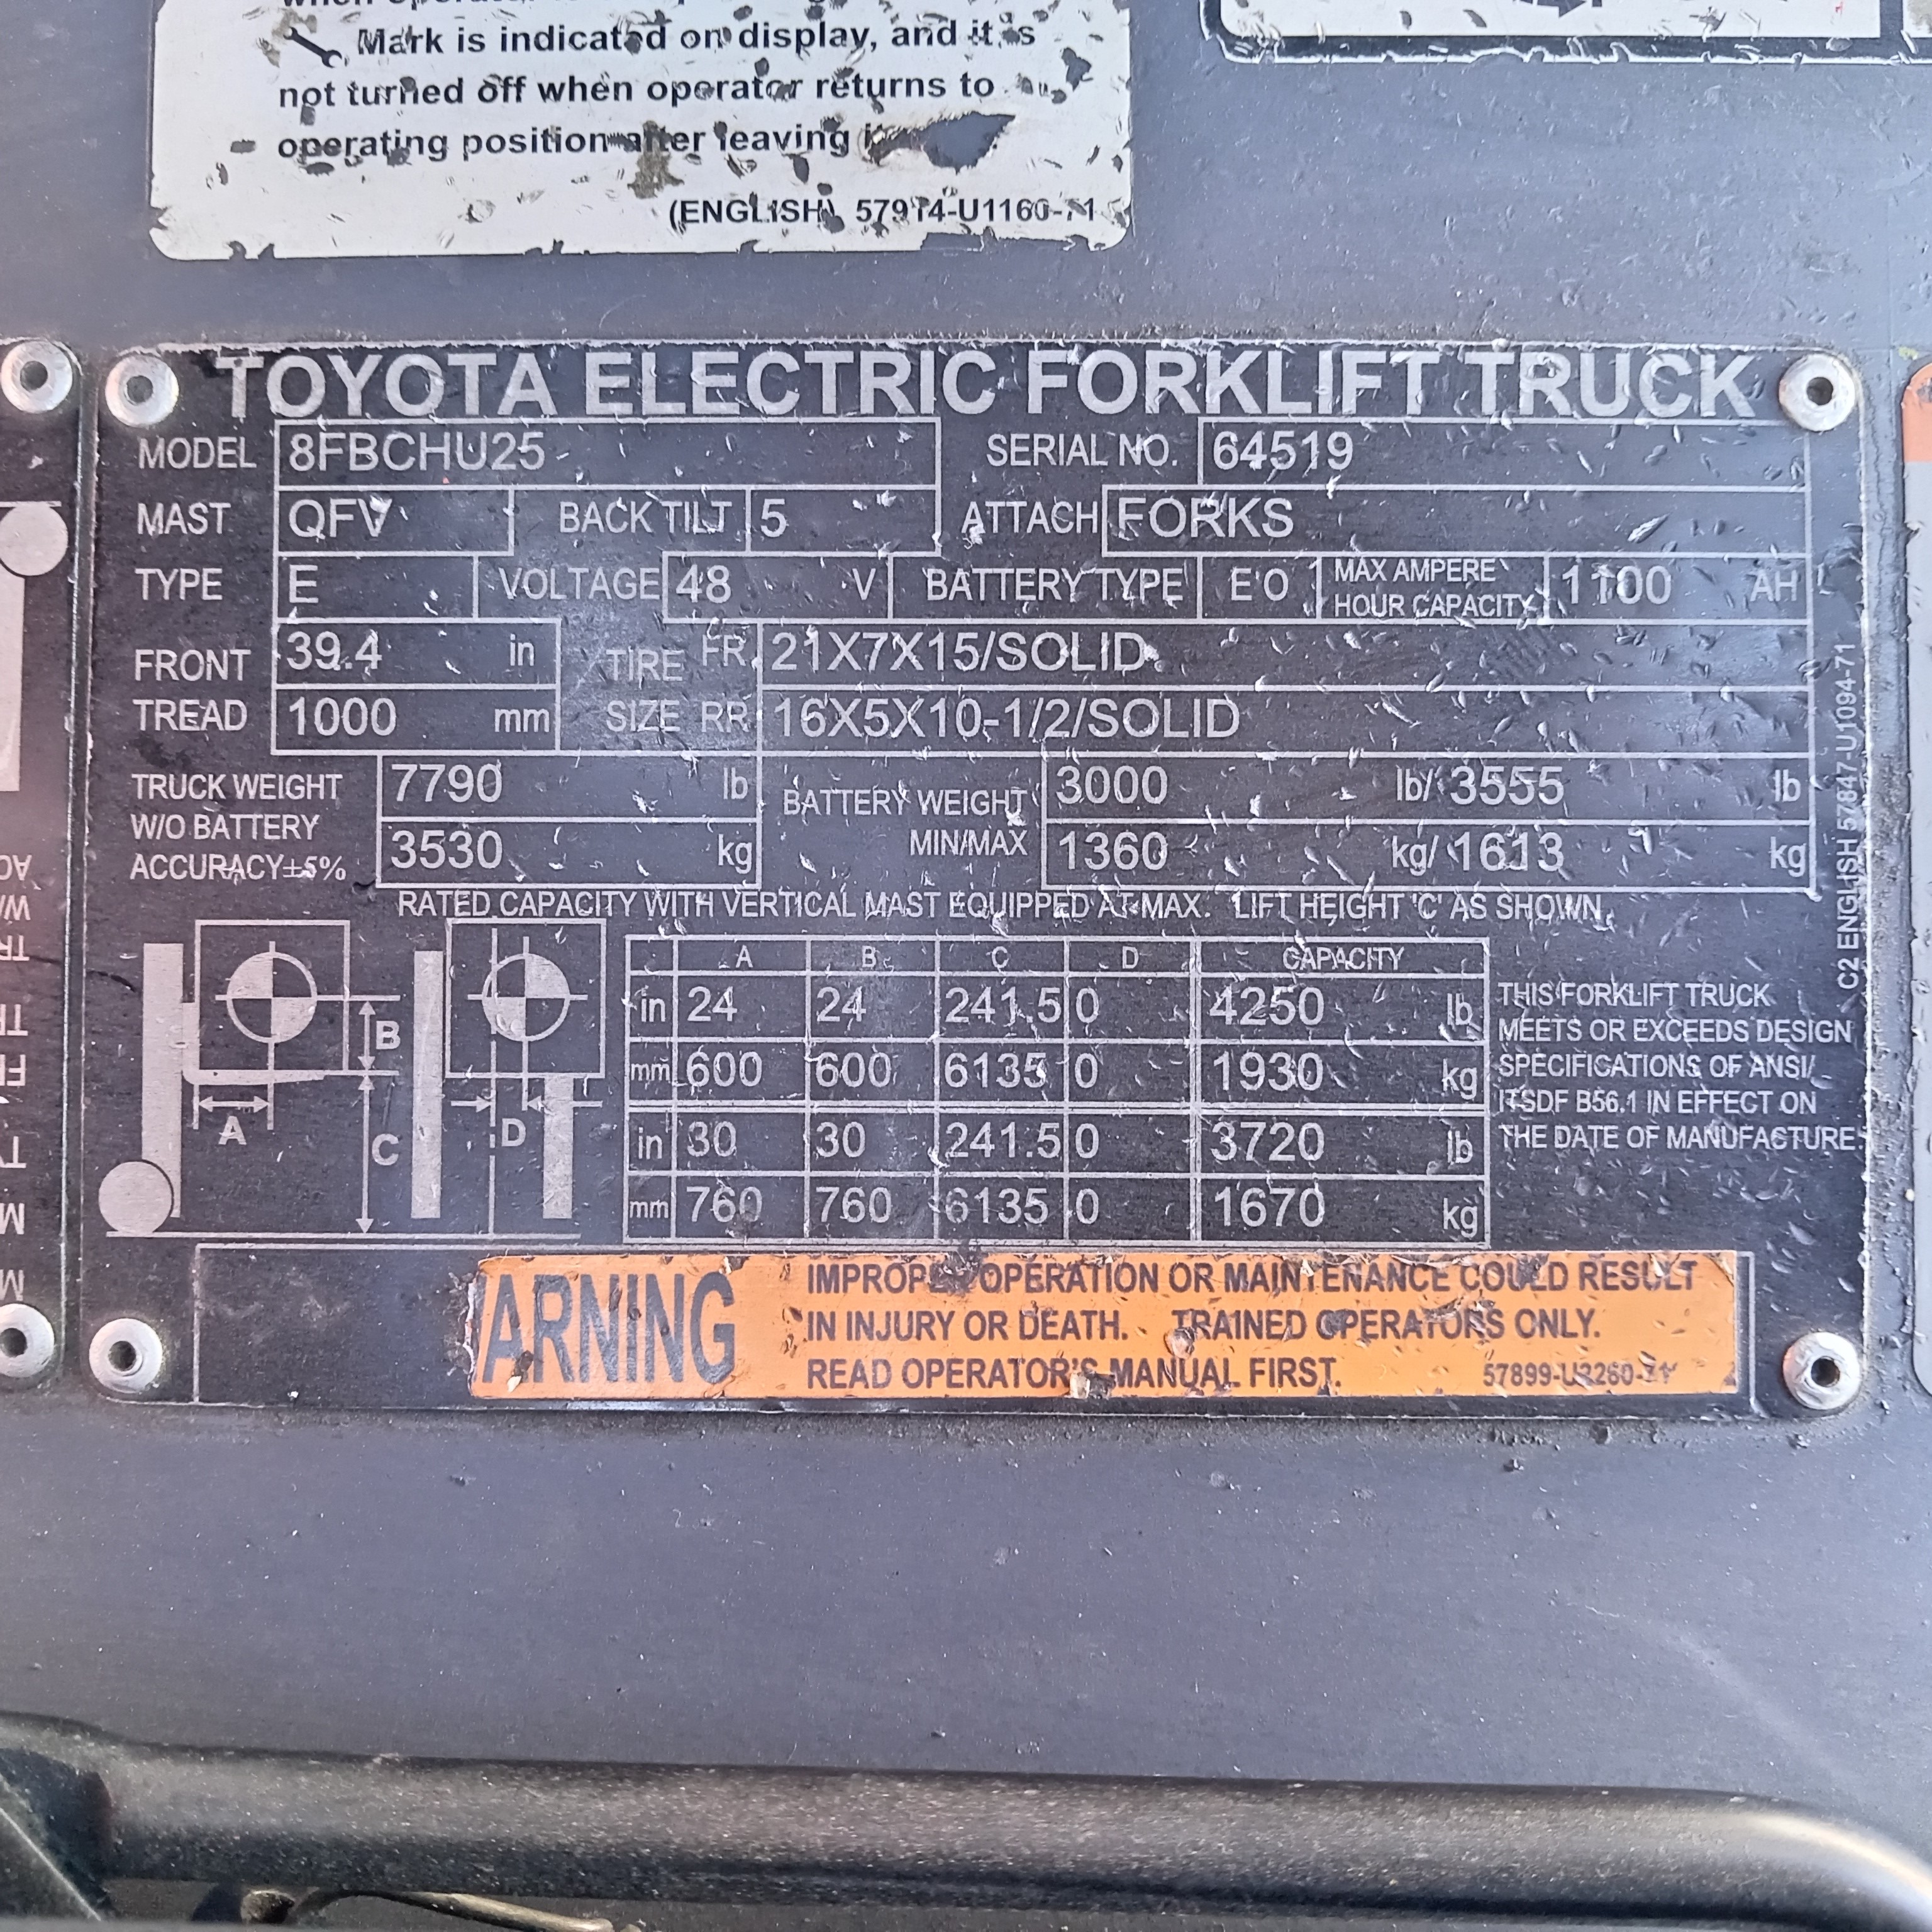 Mark is indicated on display, and it is
not turned off when operator returns to
operating position after leaving it
(ENGLISH) 57914-U1160-71
TOYOTA ELECTRIC FORKLIFT TRUCK
MODEL 8FBCHU25 SERIAL NO. 64519
MAST QFV BACK TILT 5 ATTACH FORKS
TYPE E VOLTAGE 48 V BATTERY TYPE E'O MAX AMPERE HOUR CAPACITY 1100 AH
FRONT TREAD 39.4 in TIRE SIZE FR 21X7X15/SOLID
1000 mm RR 16X5X10-1/2/SOLID
TRUCK WEIGHT 7790 lb BATTERY WEIGHT 3000 lb/ 3555 lb
W/O BATTERY
ACCURACY±5% 3530 kg MIN/MAX 1360 kg/ 1613 kg
RATED CAPACITY WITH VERTICAL MAST EQUIPPED AT MAX. LIFT HEIGHT 'C' AS SHOWN.
A B C D CAPACITY
in 24 24 241.5 0 4250 lb
mm 600 600 6135 0 1930 kg
in 30 30 241.5 0 3720 lb
mm 760 760 6135 0 1670 kg
B
A
C
D
THIS FORKLIFT TRUCK
MEETS OR EXCEEDS DESIGN
SPECIFICATIONS OF ANSI/
ITSDF B56.1 IN EFFECT ON
THE DATE OF MANUFACTURE.
C2 ENGLISH 57847-U1094-71
ARNING
IMPROPER OPERATION OR MAINTENANCE COULD RESULT
IN INJURY OR DEATH. TRAINED OPERATORS ONLY.
READ OPERATOR'S MANUAL FIRST.